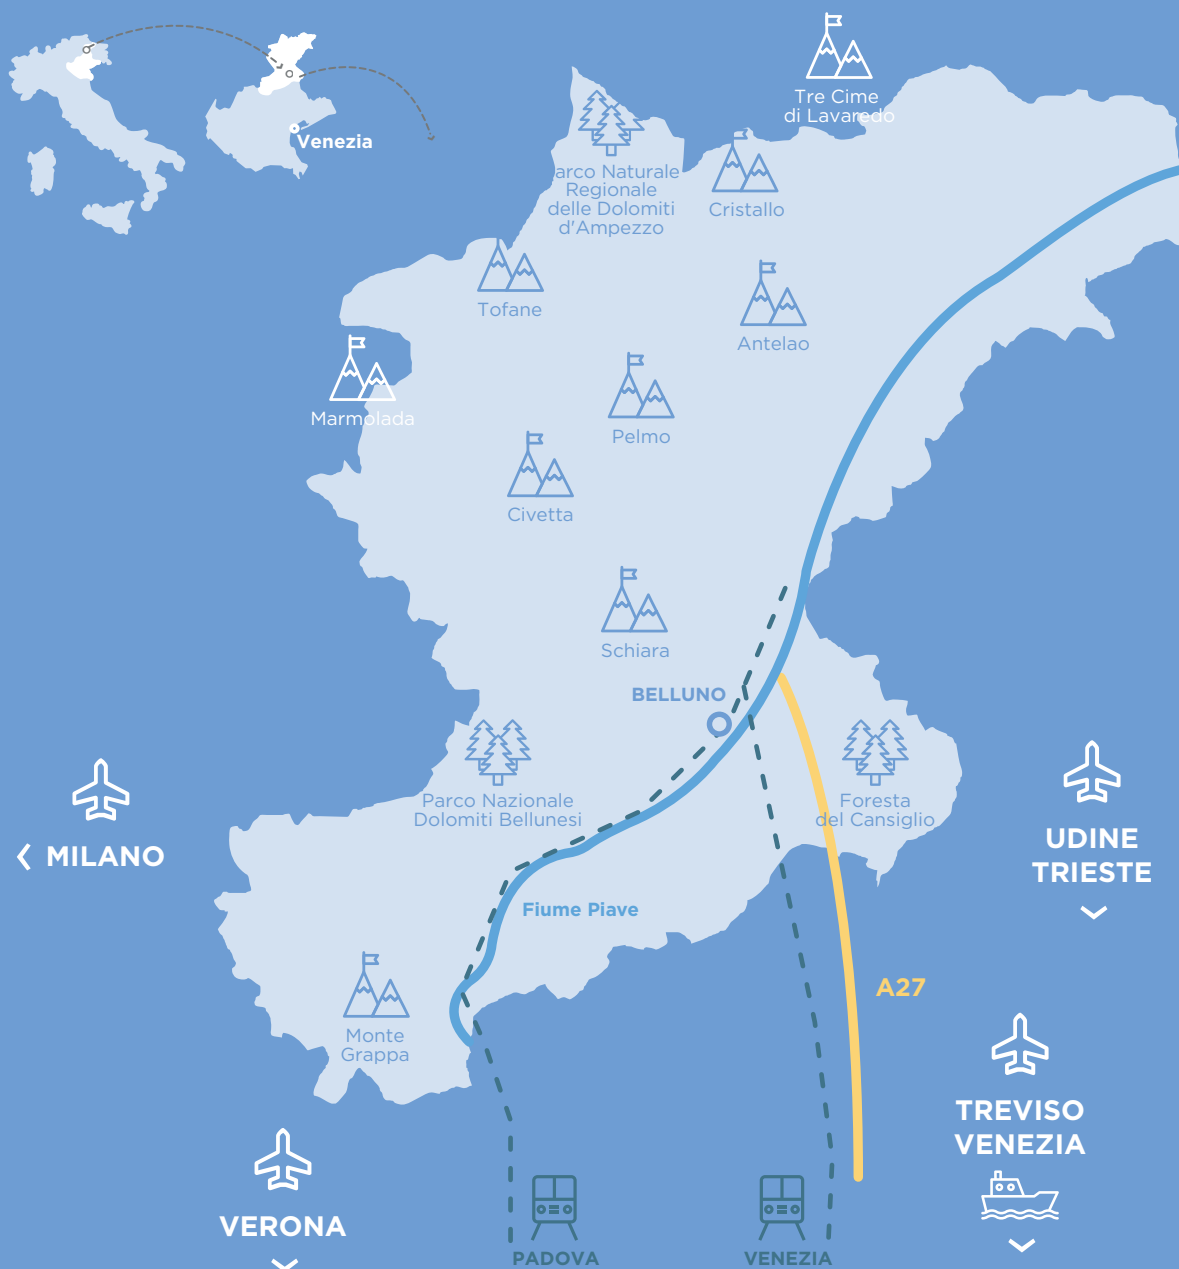 Tre Cime
di Lavaredo
Venezia
arco Naturale
Regionale
delle Dolomiti
d'Ampezzo
Cristallo
Tofane
Antelao
Marmolada
Pelmo
Civetta
Schiara
BELLUNO
Parco Nazionale
Dolomiti Bellunesi
Foresta
del Cansiglio
MILANO
UDINE
TRIESTE
Fiume Piave
A27
Monte
Grappa
TREVISO
VENEZIA
VERONA
PADOVA
VENEZIA